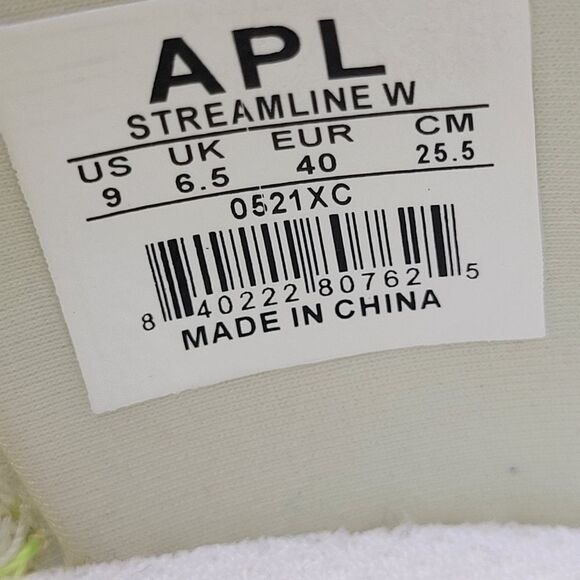 APL
STREAMLINE W
US UK EUR CM
9 6.5 40 25.5
0521XC
8 40222 80762 5
MADE IN CHINA